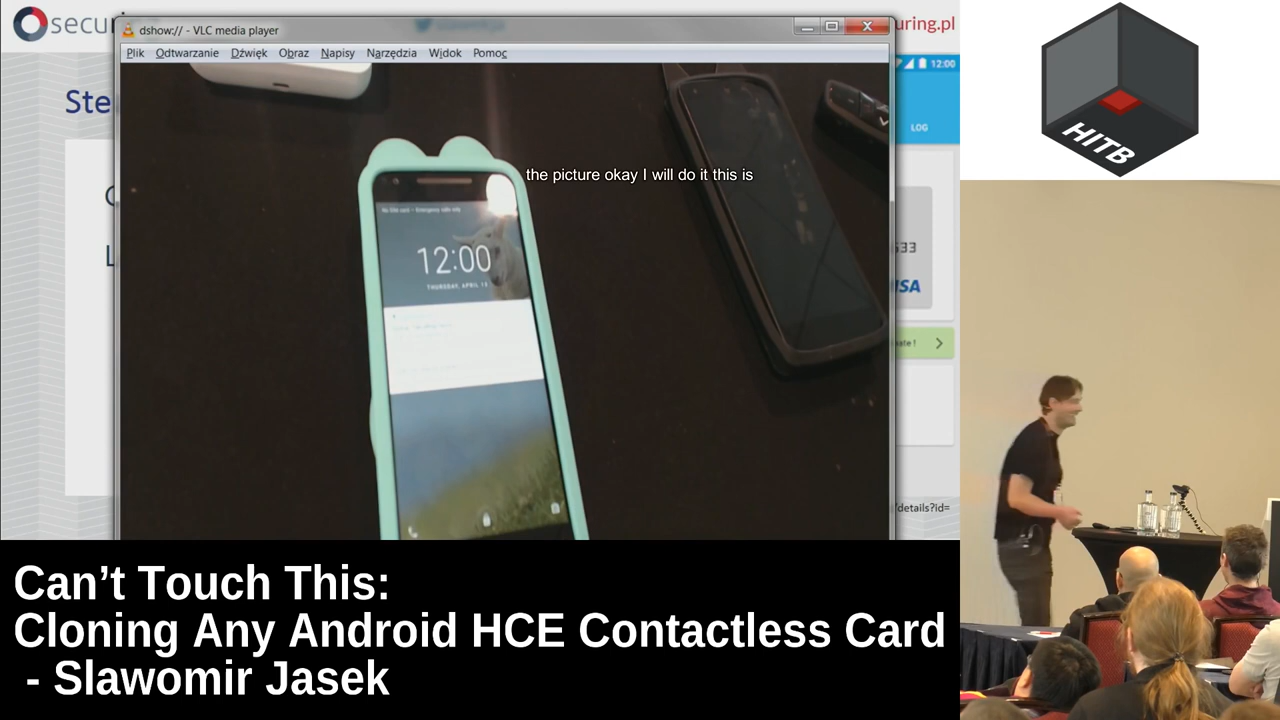 secur
dshow:// - VLC media player
uring.pl
Plik Odtwarzanie Dźwięk Obraz Napisy Narzędzia Widok Pomoc
12:00
Ste
LOG
the picture okay I will do it this is
12:00
THURSDAY, APRIL 13
533
ISA
L
/details?id=
HITB
Can’t Touch This:
Cloning Any Android HCE Contactless Card
- Slawomir Jasek